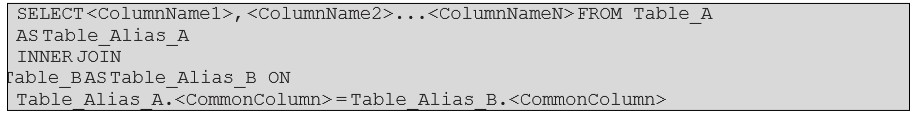 SELECT<ColumnName1>,<ColumnName2>...<ColumnNameN>FROM Table_A
ASTable_Alias_A
INNERJOIN
Table_BASTable_Alias_B ON
Table_Alias_A.<CommonColumn>=Table_Alias_B.<CommonColumn>